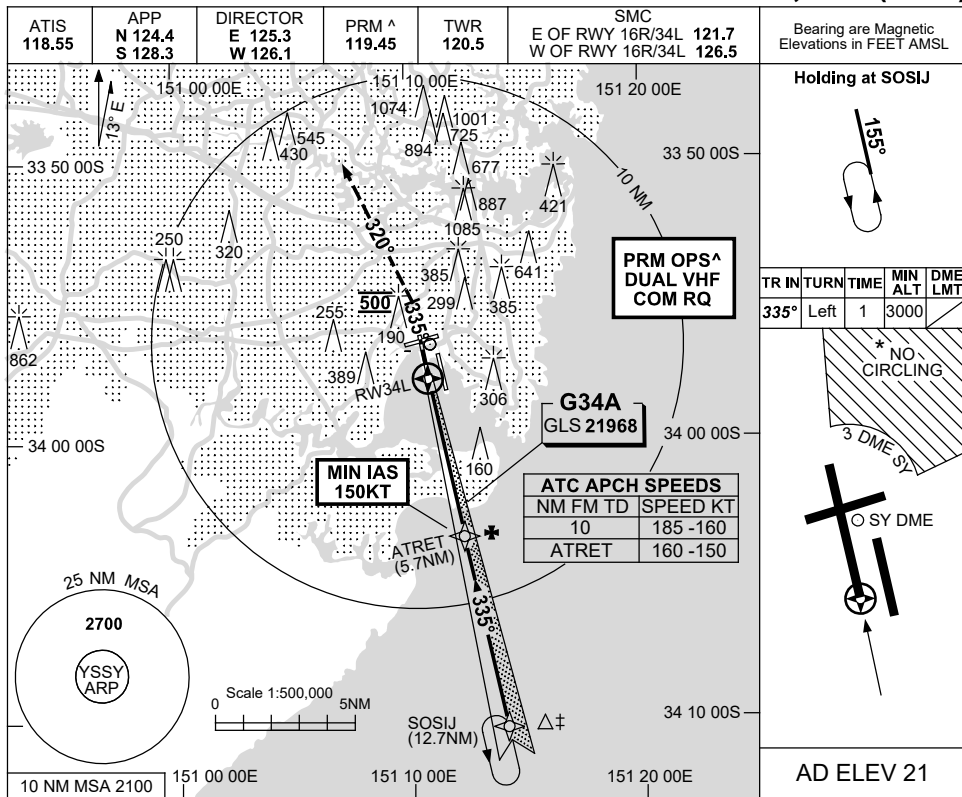 ATIS
118.55
APP
N 124.4
S 128.3
DIRECTOR
E 125.3
W 126.1
PRM ^
119.45
TWR
120.5
SMC
E OF RWY 16R/34L 121.7
W OF RWY 16R/34L 126.5
Bearing are Magnetic
Elevations in FEET AMSL
13° E
151 00 00E
151 10 00E
151 20 00E
1074
1001
725
894
677
545
430
33 50 00S
33 50 00S
10 NM
421
887
1085
320
250
320°
385
641
299
385
500
335°
255
190
862
389
RW34L
306
PRM OPS^
DUAL VHF
COM RQ
G34A
GLS 21968
34 00 00S
160
MIN IAS
150KT
ATC APCH SPEEDS
NM FM TD SPEED KT
10 185 -160
ATRET 160 -150
ATRET
(5.7NM)
335°
25 NM MSA
2700
YSSY
ARP
Scale 1:500,000
0 5NM
SOSIJ
(12.7NM)
‡
34 10 00S
10 NM MSA 2100
151 00 00E
151 10 00E
151 20 00E
Holding at SOSIJ
155°
TR IN TURN TIME MIN ALT DME LMT
335° Left 1 3000
* NO
CIRCLING
3 DME SY
SY DME
AD ELEV 21